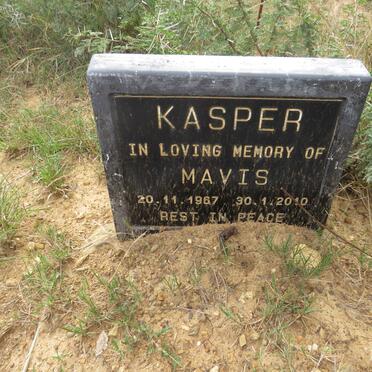 KASPER
IN LOVING MEMORY OF
MAVIS
20.11.1967 30.1.2010
REST IN PEACE